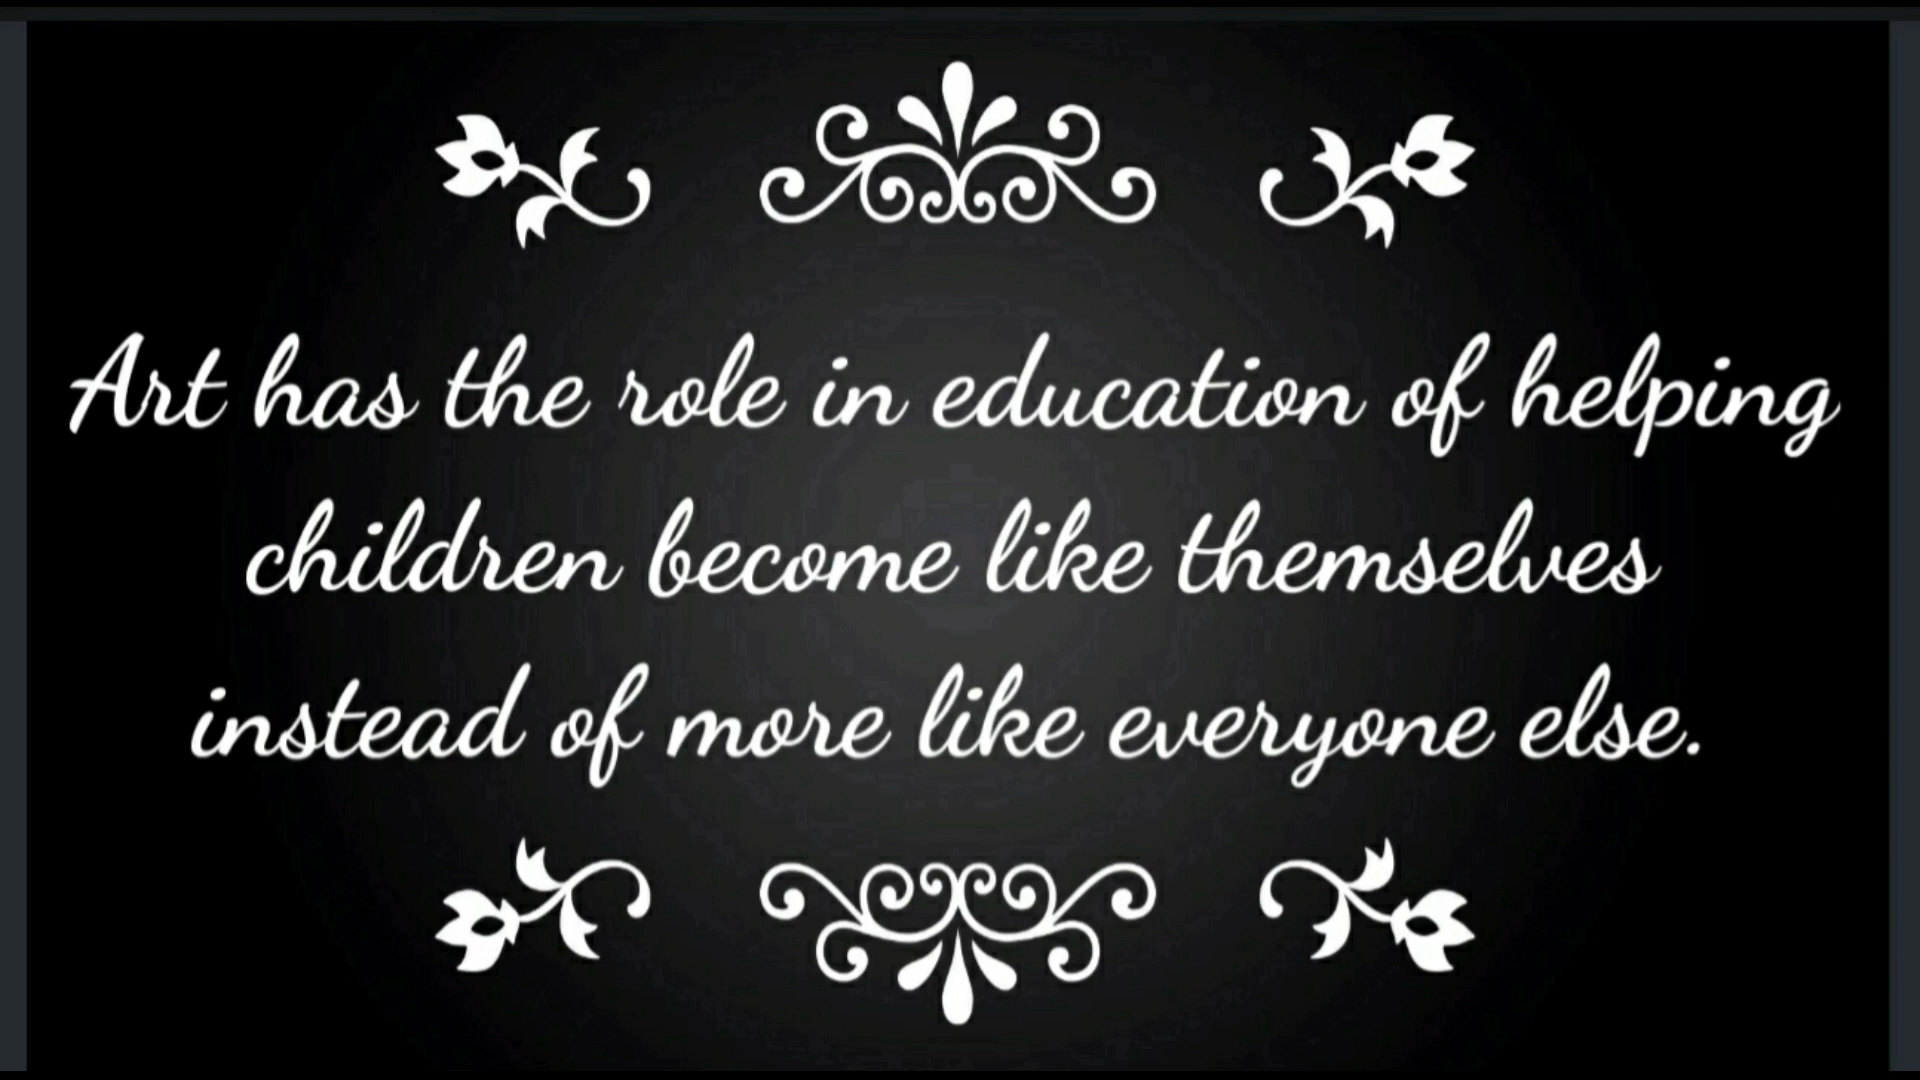 Art has the role in education of helping
children become like themselves
instead of more like everyone else.